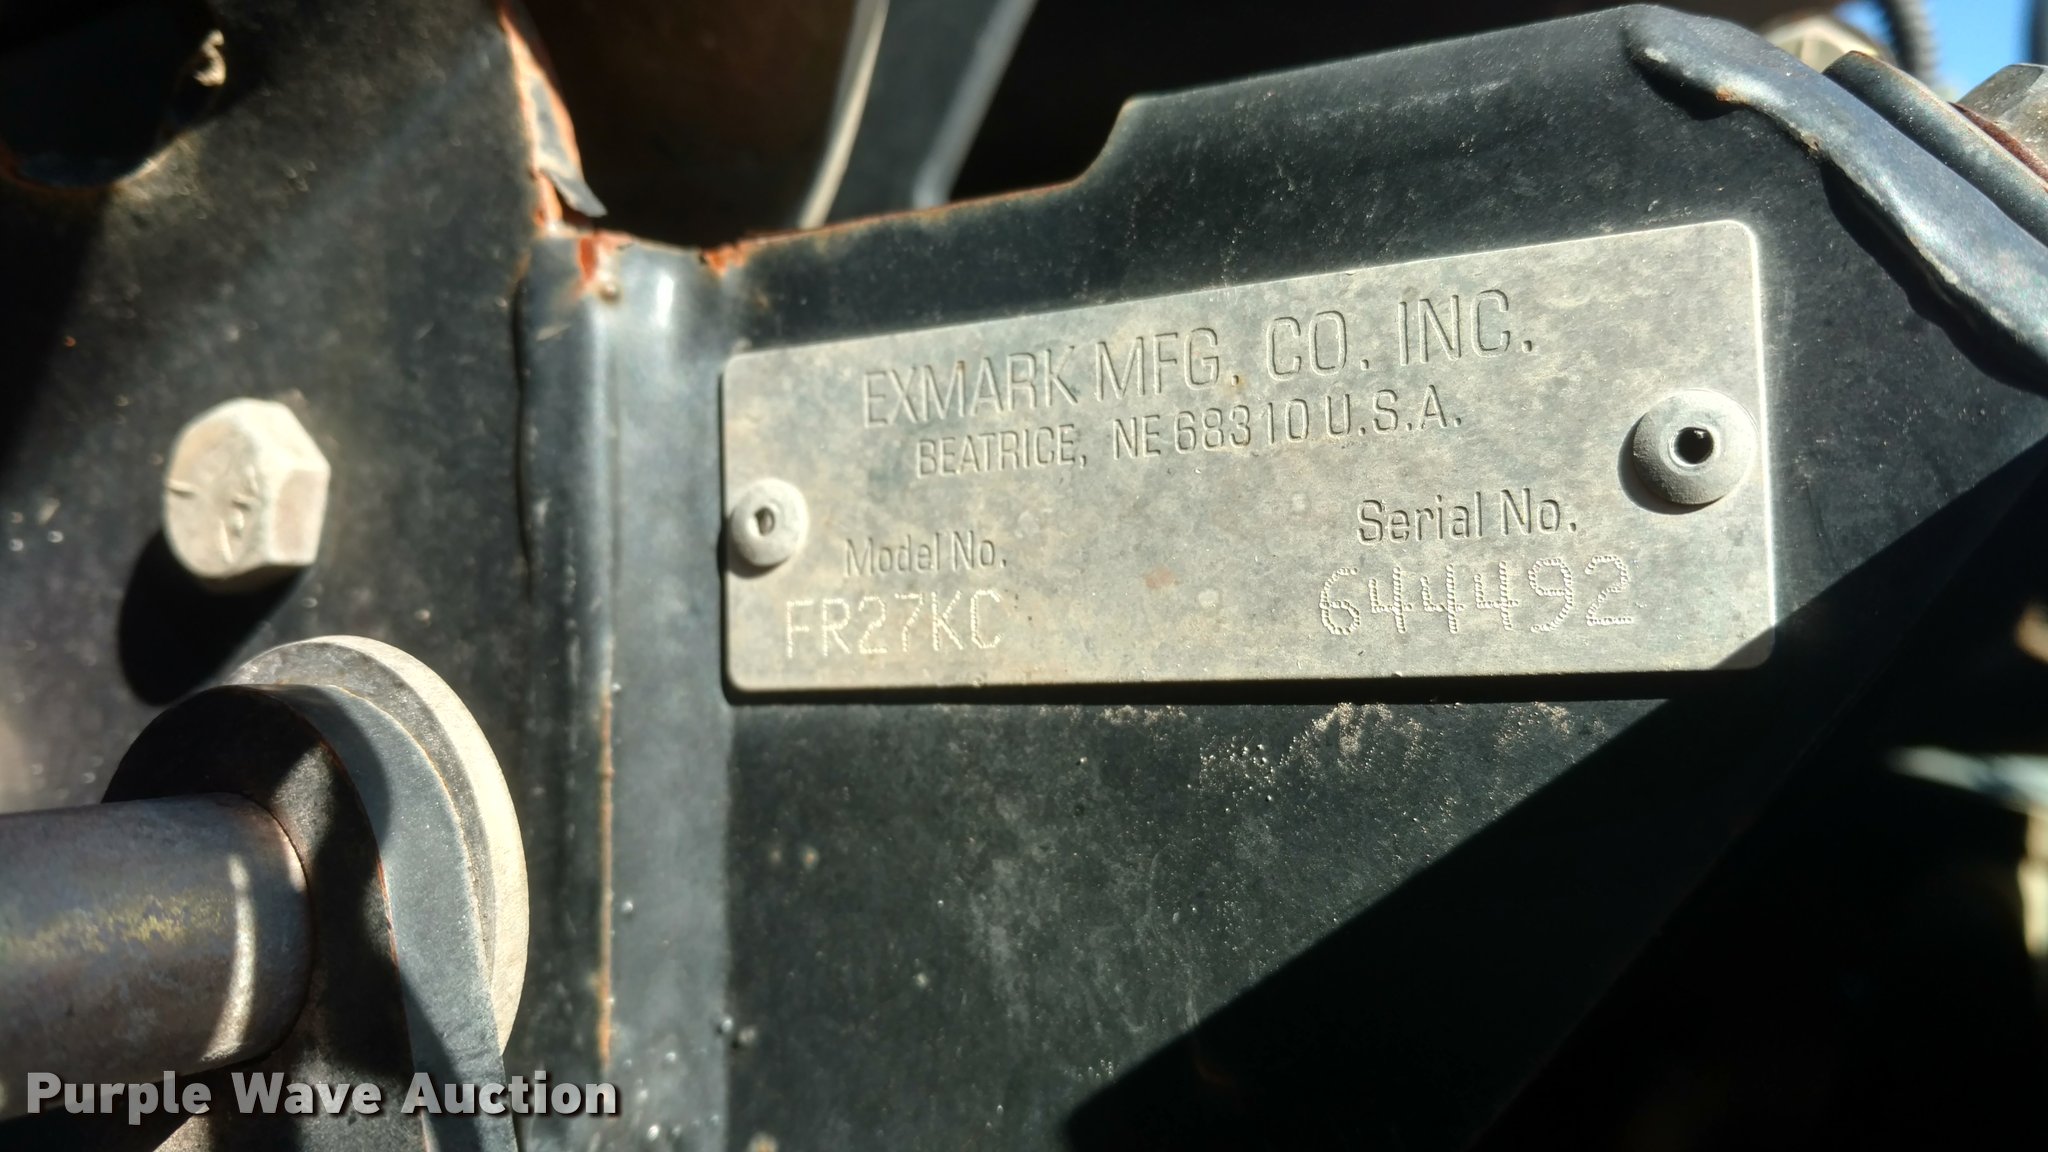 EXMARK MFG. CO. INC.
BEATRICE, NE 68310 U.S.A.
Model No. Serial No.
FR27KC 644492
Purple Wave Auction